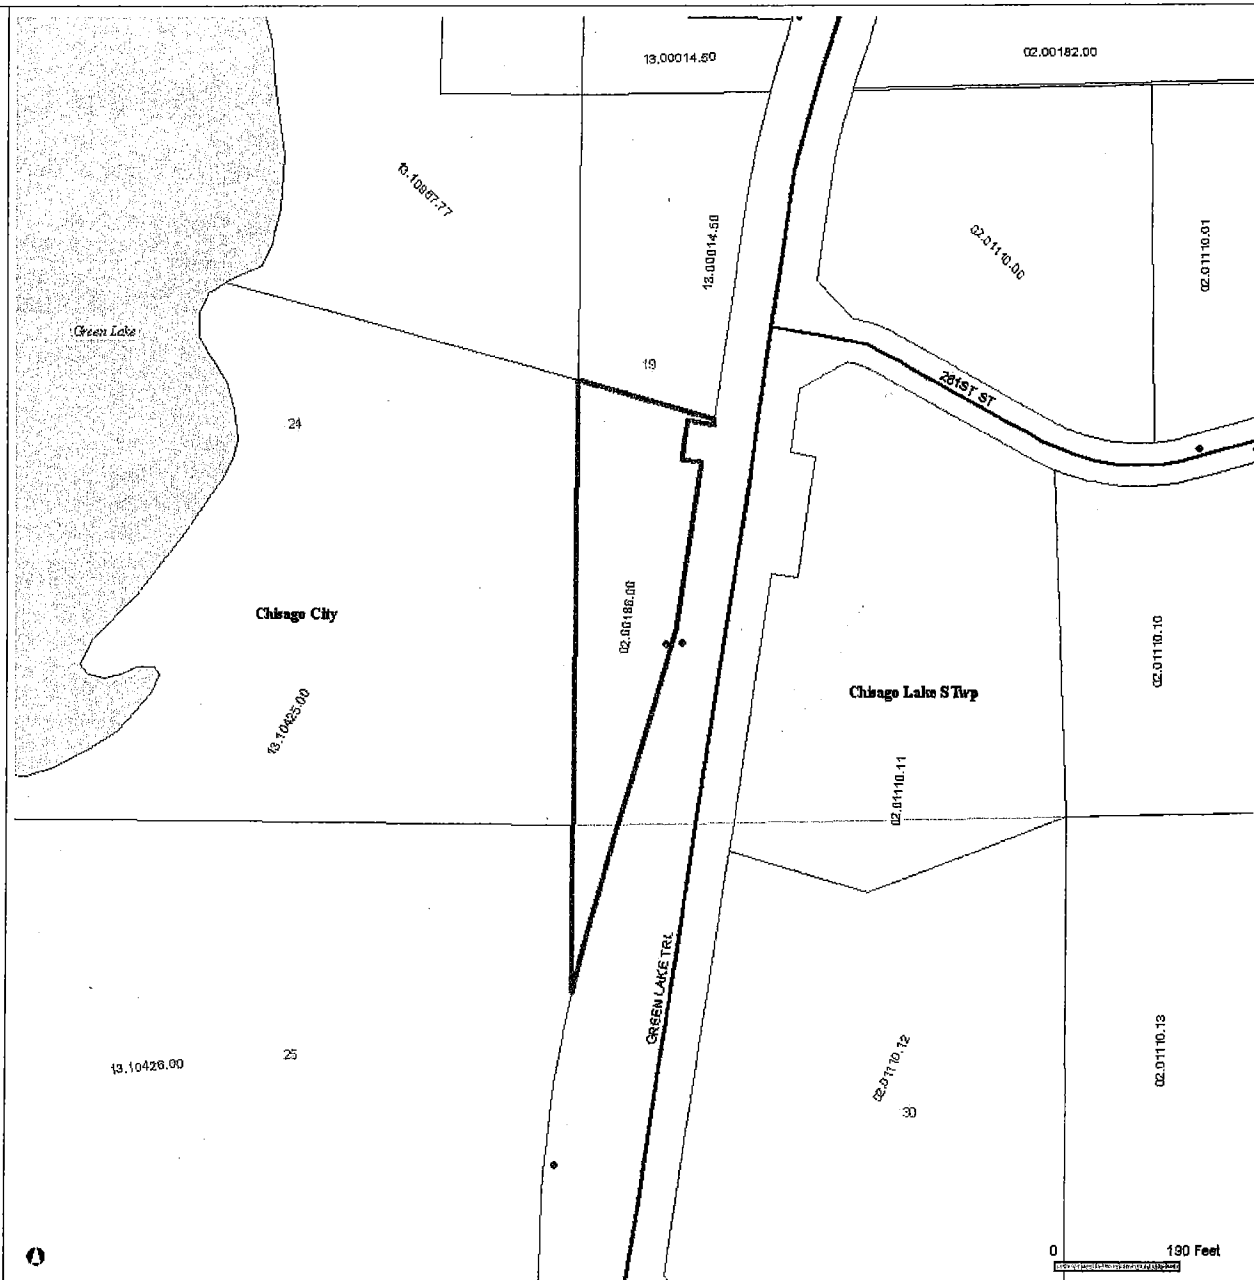 13.00014.50
02.00182.00
13.10867.77
13.00014.50
02.01110.00
02.01110.01
Green Lake
19
281ST ST
24
02.00186.00
Chisago City
02.01110.10
Chisago Lake S Twp
13.10425.00
02.01110.11
GREEN LAKE TRL
13.10426.00
25
02.01110.12
30
02.01110.13
0 190 Feet